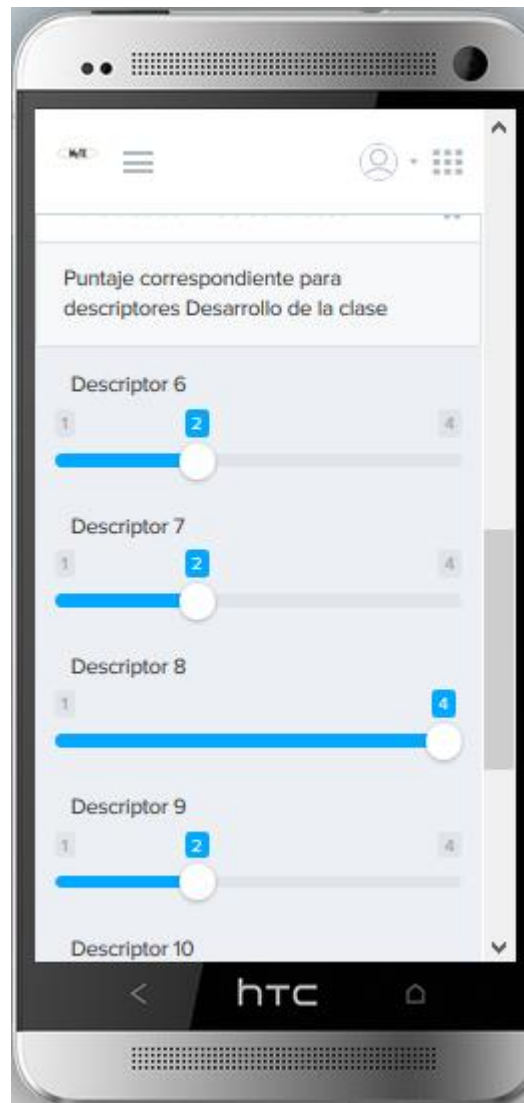 Puntaje correspondiente para
descriptores Desarrollo de la clase
Descriptor 6
1 2 4
Descriptor 7
1 2 4
Descriptor 8
1 4
Descriptor 9
1 2 4
Descriptor 10
hTC